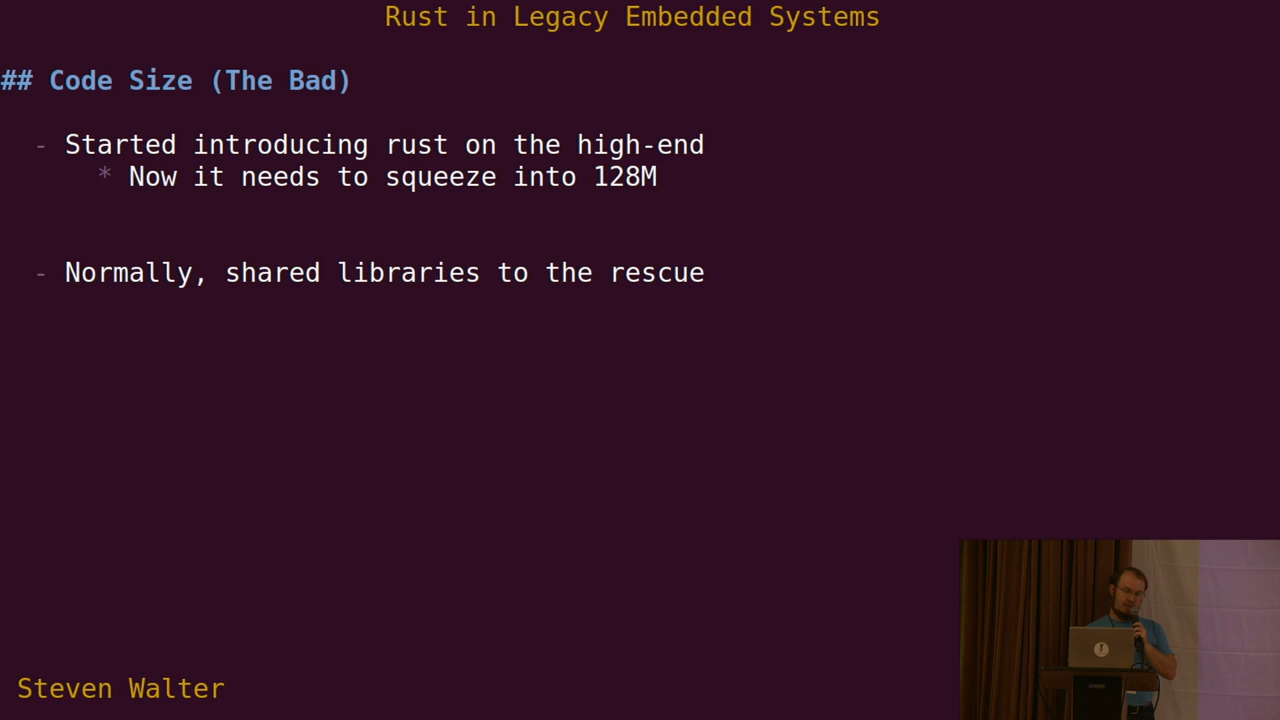 Rust in Legacy Embedded Systems
## Code Size (The Bad)
- Started introducing rust on the high-end
* Now it needs to squeeze into 128M
- Normally, shared libraries to the rescue
Steven Walter